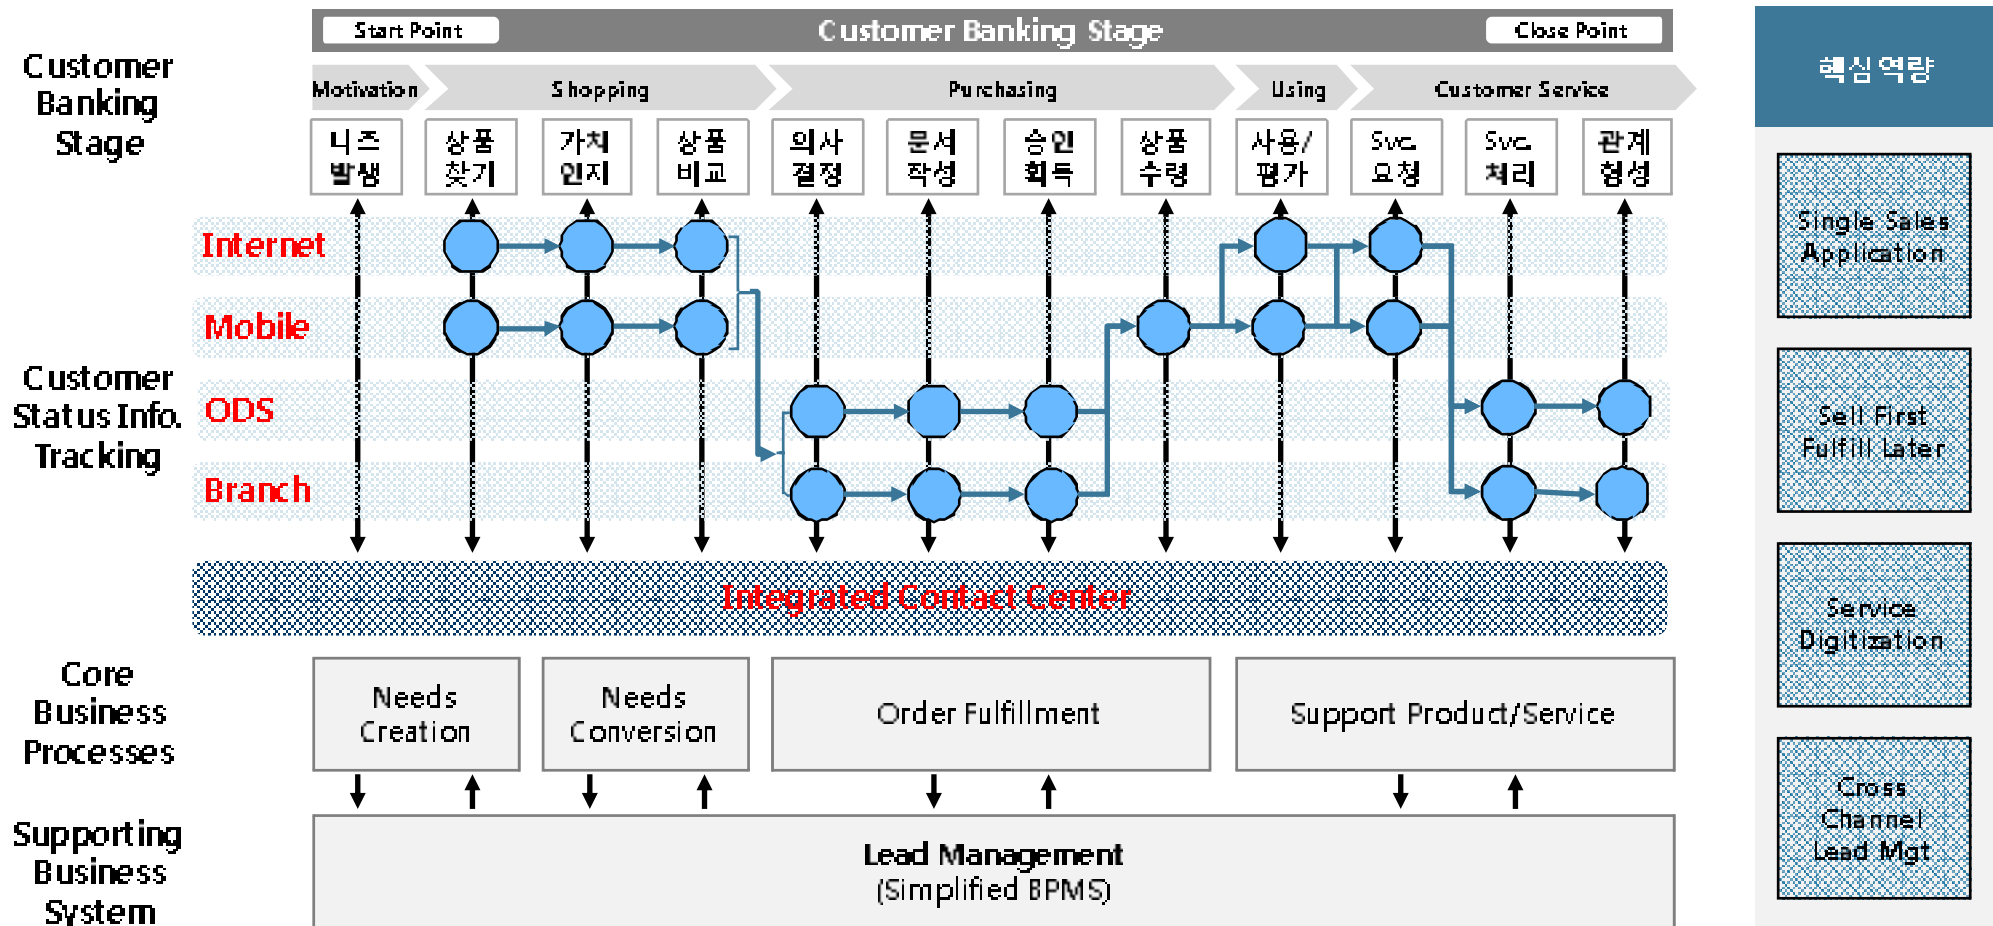 Start Point
Customer Banking Stage
Close Point
Customer
Banking
Stage
Motivation
Shopping
Purchasing
Using
Customer Service
니즈
발생
상품
찾기
가치
인지
상품
비교
의사
결정
문서
작성
승인
획득
상품
수령
사용/
평가
Svc.
요청
Svc.
처리
관계
형성
Customer
Status Info.
Tracking
Internet
Mobile
ODS
Branch
Integrated Contact Center
Core
Business
Processes
Needs
Creation
Needs
Conversion
Order Fulfillment
Support Product/Service
Supporting
Business
System
Lead Management
(Simplified BPMS)
핵심역량
Single Sales
Application
Sell First
Fulfill Later
Service
Digitization
Cross
Channel
Lead Mgt